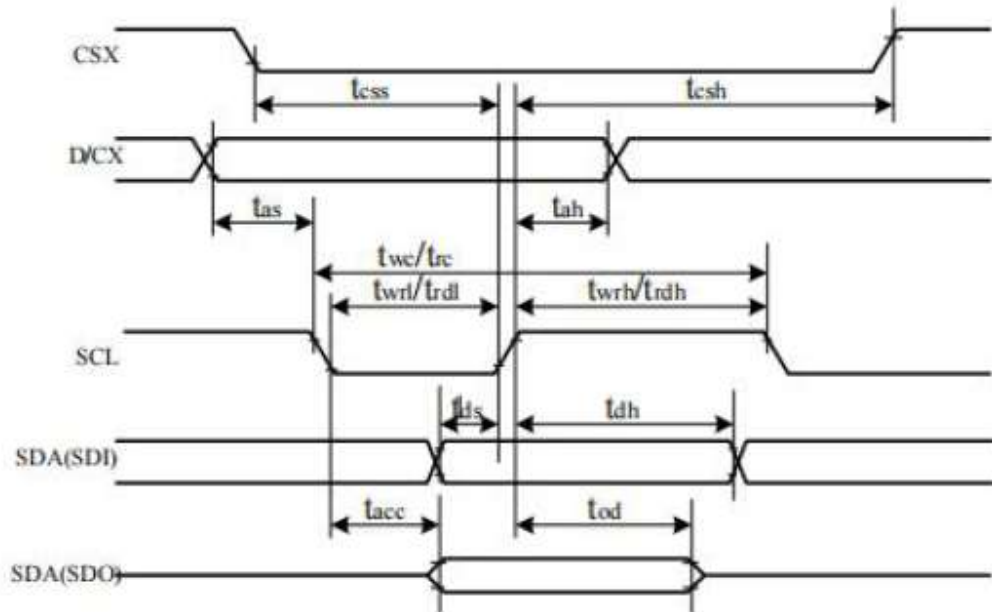 CSX
tcss tcsh
D/CX
tas tah
twc/trc
twrl/trdl twrh/trdh
SCL
tds tdh
SDA(SDI)
tacc tod
SDA(SDO)